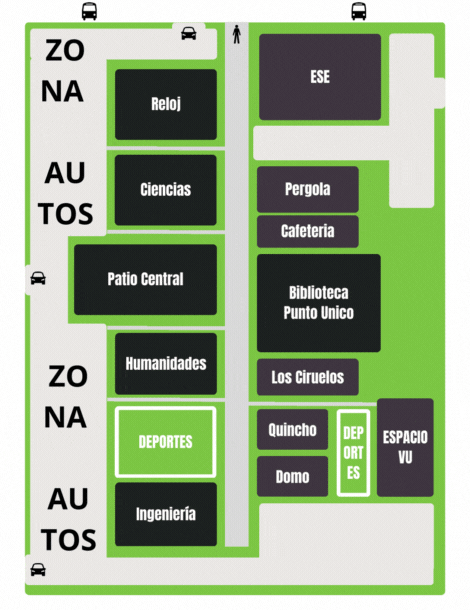 ZO
NA
AU
TOS
ZO
NA
AU
TOS
Reloj
Ciencias
Patio Central
Humanidades
DEPORTES
Ingeniería
ESE
Pergola
Cafeteria
Biblioteca
Punto Unico
Los Ciruelos
Quincho
Domo
DEP
ORT
ES
ESPACIO
VU